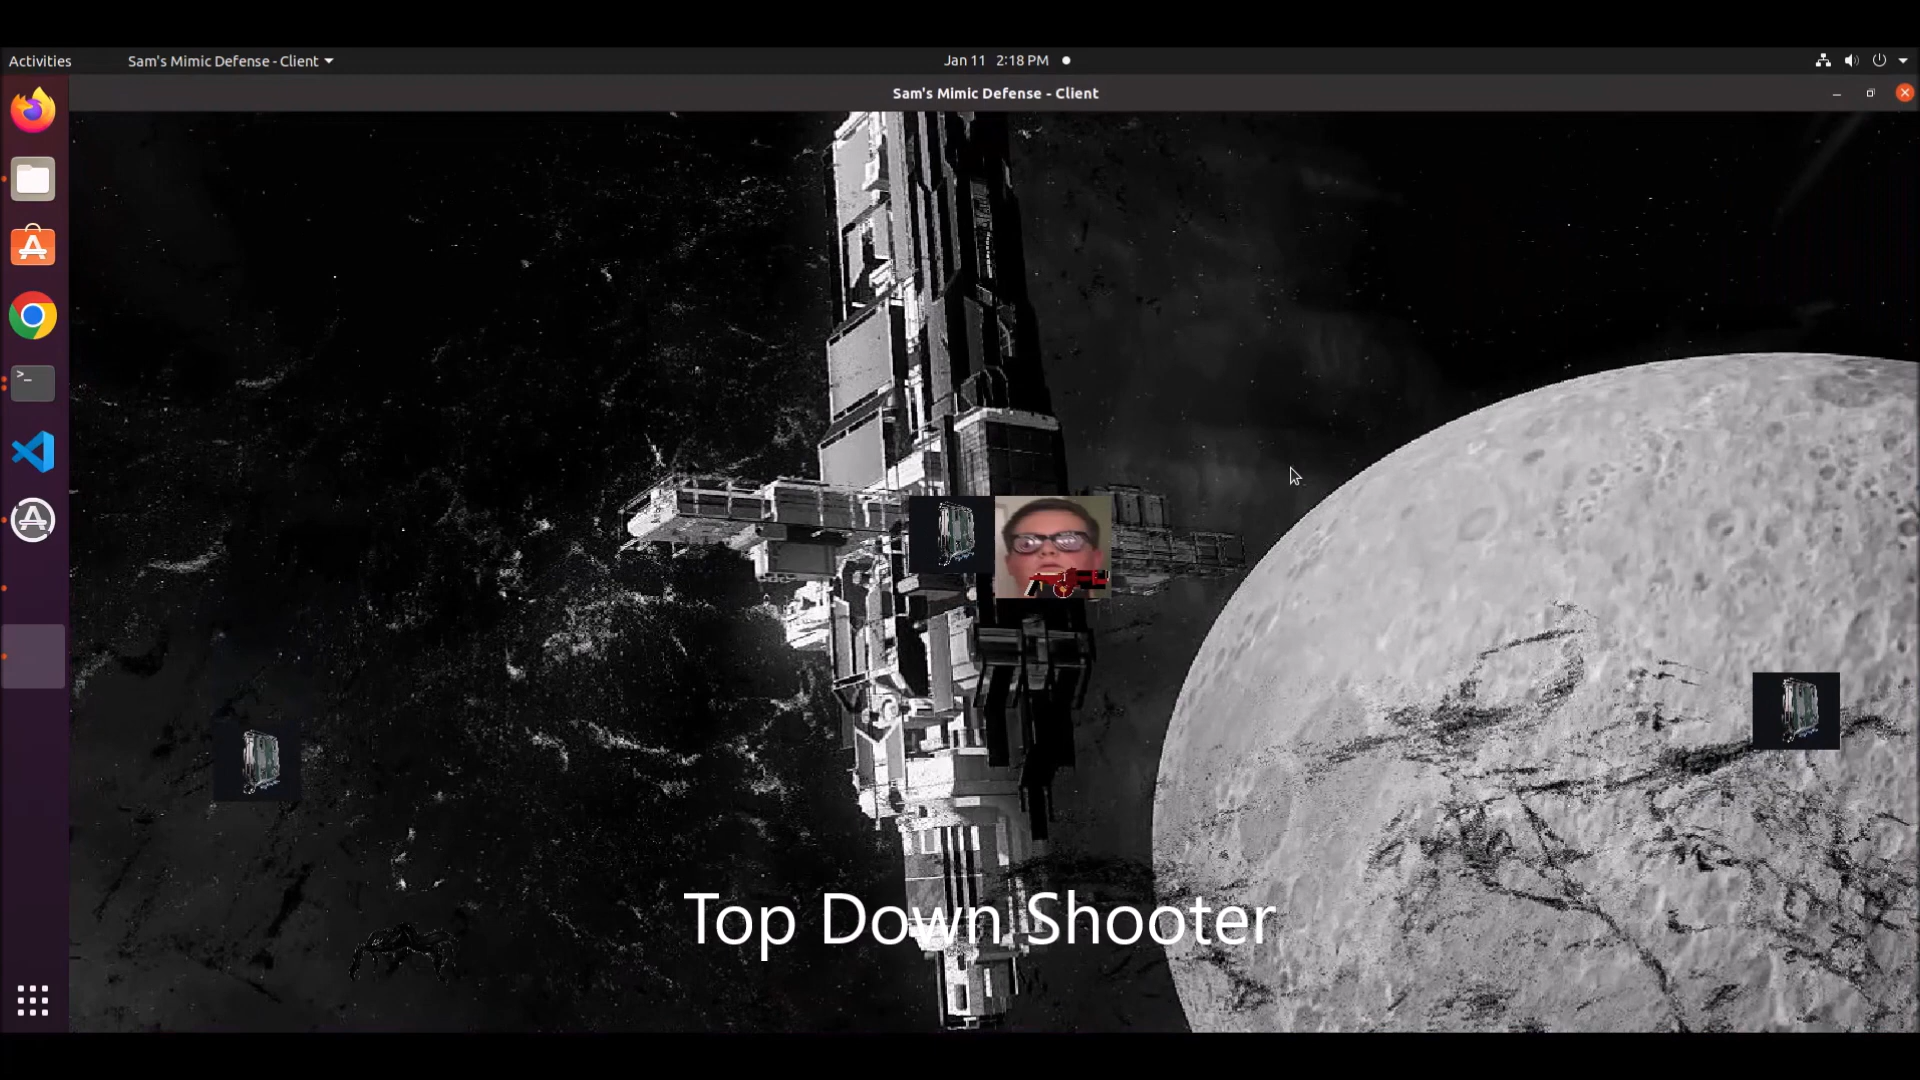 Activities
Sam's Mimic Defense - Client
Jan 11 2:18 PM
Sam's Mimic Defense - Client
Top Down Shooter